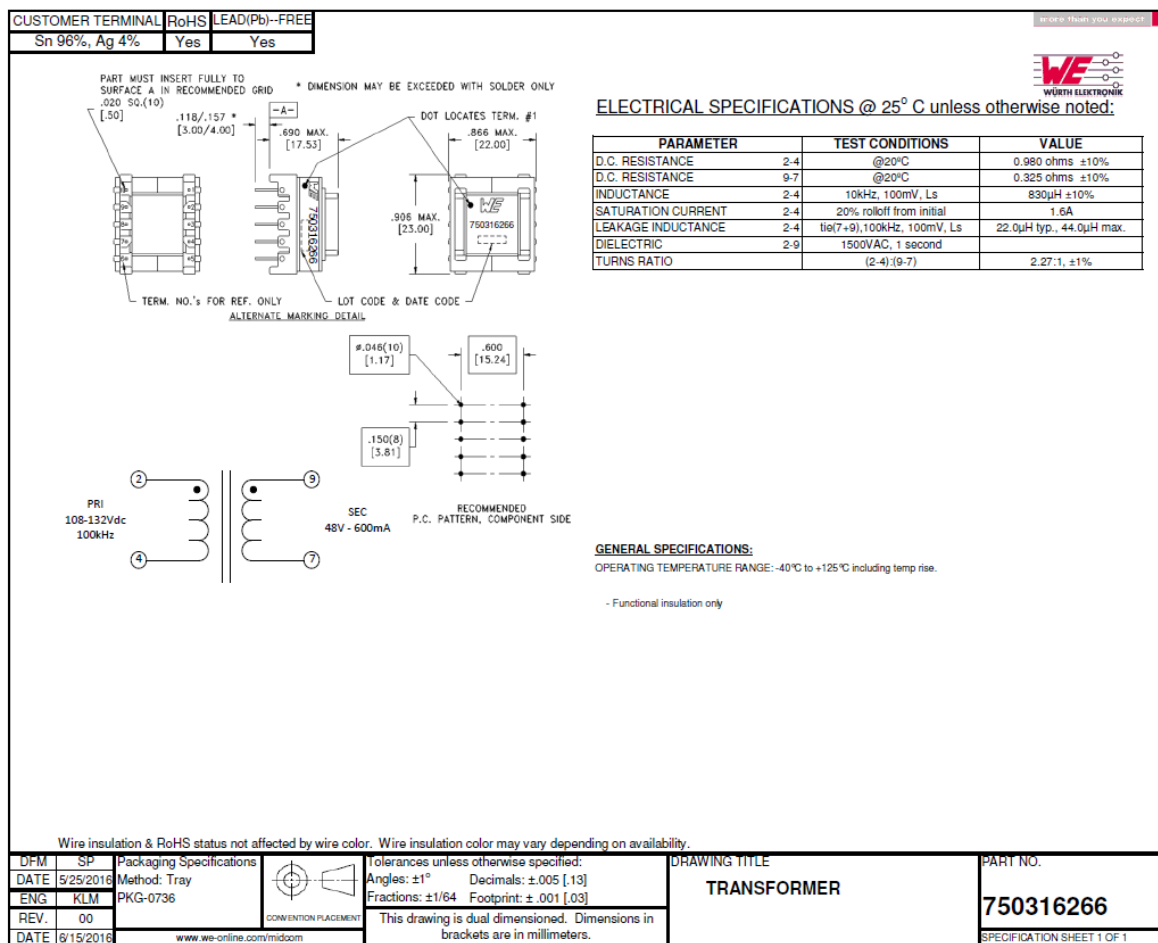 CUSTOMER TERMINAL RoHS LEAD(Pb)--FREE
Sn 96%, Ag 4% Yes Yes
more than you expect
WE
WÜRTH ELEKTRONIK
PART MUST INSERT FULLY TO
SURFACE A IN RECOMMENDED GRID
* DIMENSION MAY BE EXCEEDED WITH SOLDER ONLY
.020 SQ.(10)
[.50]
.118/.157 *
[3.00/4.00]
-A-
.690 MAX.
[17.53]
DOT LOCATES TERM. #1
.866 MAX.
[22.00]
.906 MAX.
[23.00]
WE 750316266
WE
750316266
TERM. NO.'s FOR REF. ONLY
LOT CODE & DATE CODE
ALTERNATE MARKING DETAIL
ELECTRICAL SPECIFICATIONS @ 25° C unless otherwise noted:
PARAMETER TEST CONDITIONS VALUE
D.C. RESISTANCE 2-4 @20ºC 0.980 ohms ±10%
D.C. RESISTANCE 9-7 @20ºC 0.325 ohms ±10%
INDUCTANCE 2-4 10kHz, 100mV, Ls 830µH ±10%
SATURATION CURRENT 2-4 20% rolloff from initial 1.6A
LEAKAGE INDUCTANCE 2-4 tie(7+9),100kHz, 100mV, Ls 22.0µH typ., 44.0µH max.
DIELECTRIC 2-9 1500VAC, 1 second
TURNS RATIO (2-4):(9-7) 2.27:1, ±1%
ø.046(10)
[1.17]
.600
[15.24]
.150(8)
[3.81]
RECOMMENDED
P.C. PATTERN, COMPONENT SIDE
2
9
PRI
108-132Vdc
100kHz
SEC
48V - 600mA
4
7
GENERAL SPECIFICATIONS:
OPERATING TEMPERATURE RANGE: -40ºC to +125ºC including temp rise.
- Functional insulation only
Wire insulation & RoHS status not affected by wire color. Wire insulation color may vary depending on availability.
DFM SP
DATE 5/25/2016
ENG KLM
REV. 00
DATE 6/15/2016
Packaging Specifications
Method: Tray
PKG-0736
www.we-online.com/midcom
CONVENTION PLACEMENT
Tolerances unless otherwise specified:
Angles: ±1° Decimals: ±.005 [.13]
Fractions: ±1/64 Footprint: ± .001 [.03]
This drawing is dual dimensioned. Dimensions in
brackets are in millimeters.
DRAWING TITLE
TRANSFORMER
PART NO.
750316266
SPECIFICATION SHEET 1 OF 1